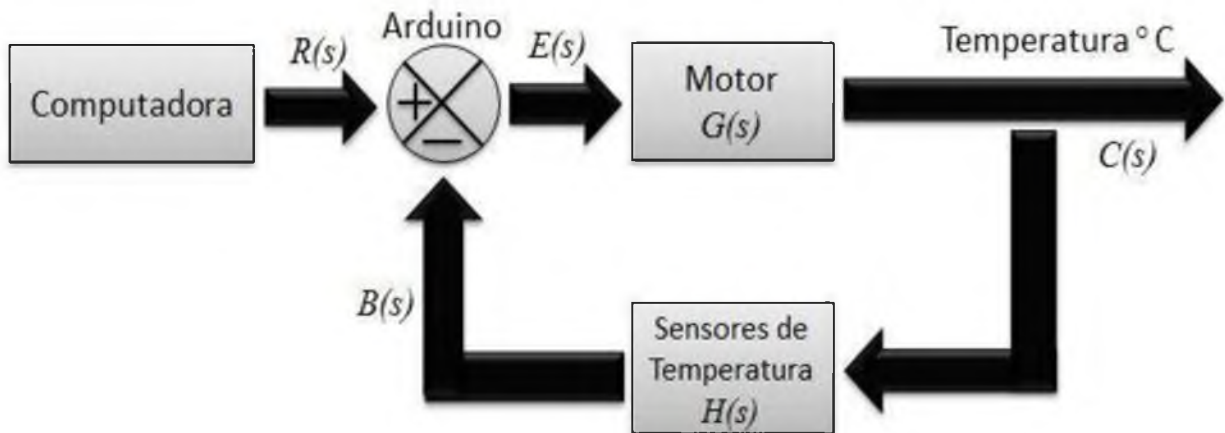 Arduino
Temperatura ° C
R(s)
E(s)
Computadora
+
Motor
G(s)
−
C(s)
B(s)
Sensores de
Temperatura
H(s)